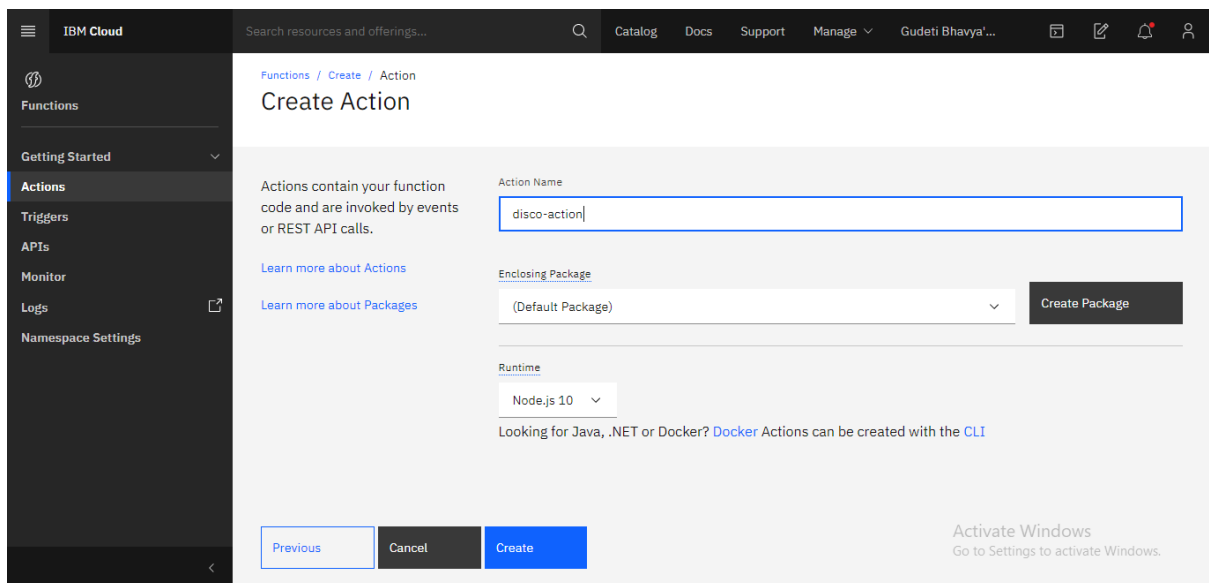 IBM Cloud
Search resources and offerings...
Catalog
Docs
Support
Manage
Gudeti Bhavya'...
Functions
Getting Started
Actions
Triggers
APIs
Monitor
Logs
Namespace Settings
Functions / Create / Action
Create Action
Actions contain your function
code and are invoked by events
or REST API calls.
Learn more about Actions
Learn more about Packages
Action Name
disco-action
Enclosing Package
(Default Package)
Create Package
Runtime
Node.js 10
Looking for Java, .NET or Docker? Docker Actions can be created with the CLI
Previous
Cancel
Create
Activate Windows
Go to Settings to activate Windows.